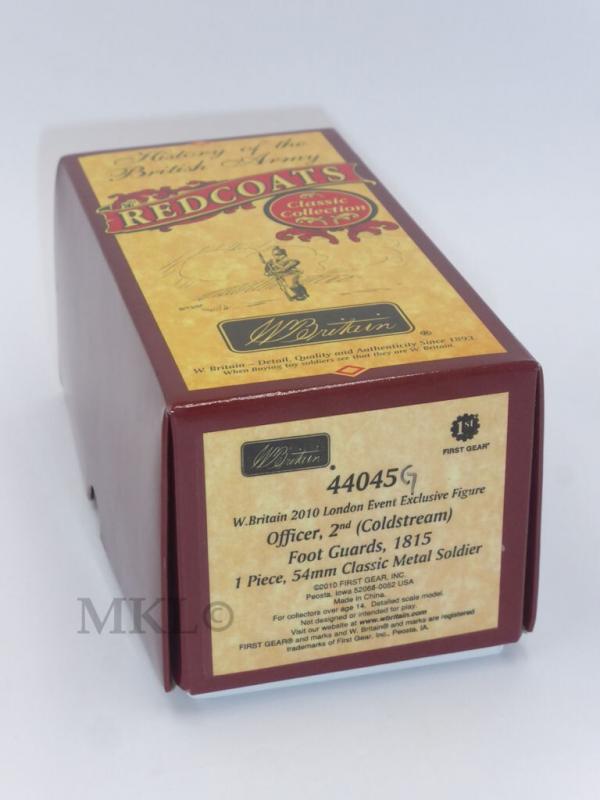 History of the
British Army
REDCOATS
Classic
Collection
W. Britain ®
W. Britain – Detail, Quality and Authenticity Since 1893.
When Buying toy soldiers see that they are W. Britain.
W. Britain
1ST
FIRST GEAR®
44045G
W.Britain 2010 London Event Exclusive Figure
Officer, 2nd (Coldstream)
Foot Guards, 1815
1 Piece, 54mm Classic Metal Soldier
©2010 FIRST GEAR, INC.
Peosta, Iowa 52068-0052 USA
Made in China.
For collectors over age 14. Detailed scale model.
Not designed or intended for play.
Visit our website at www.wbritain.com
FIRST GEAR® and marks and W. Britain® and marks are registered
trademarks of First Gear, Inc., Peosta, IA.
MKL©